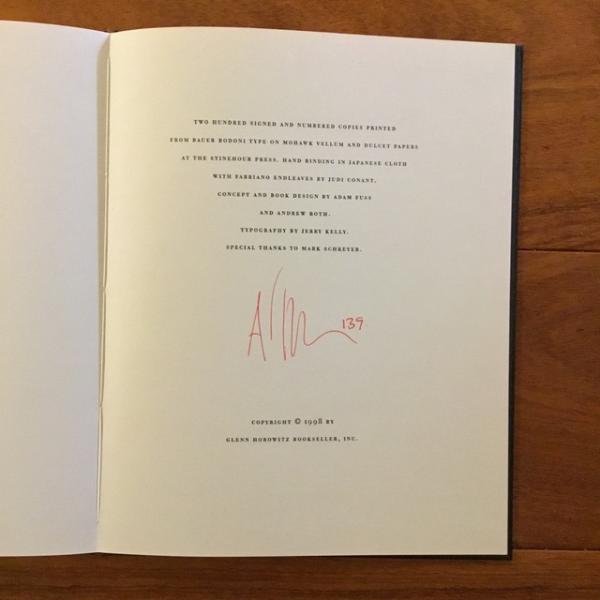 TWO HUNDRED SIGNED AND NUMBERED COPIES PRINTED
FROM BAUER BODONI TYPE ON MOHAWK VELLUM AND DULCET PAPERS
AT THE STINEHOUR PRESS. HAND BINDING IN JAPANESE CLOTH
WITH FABRIANO ENDLEAVES BY JUDI CONANT.
CONCEPT AND BOOK DESIGN BY ADAM FUSS
AND ANDREW ROTH.
TYPOGRAPHY BY JERRY KELLY.
SPECIAL THANKS TO MARK SCHREYER.
139
COPYRIGHT © 1998 BY
GLENN HOROWITZ BOOKSELLER, INC.